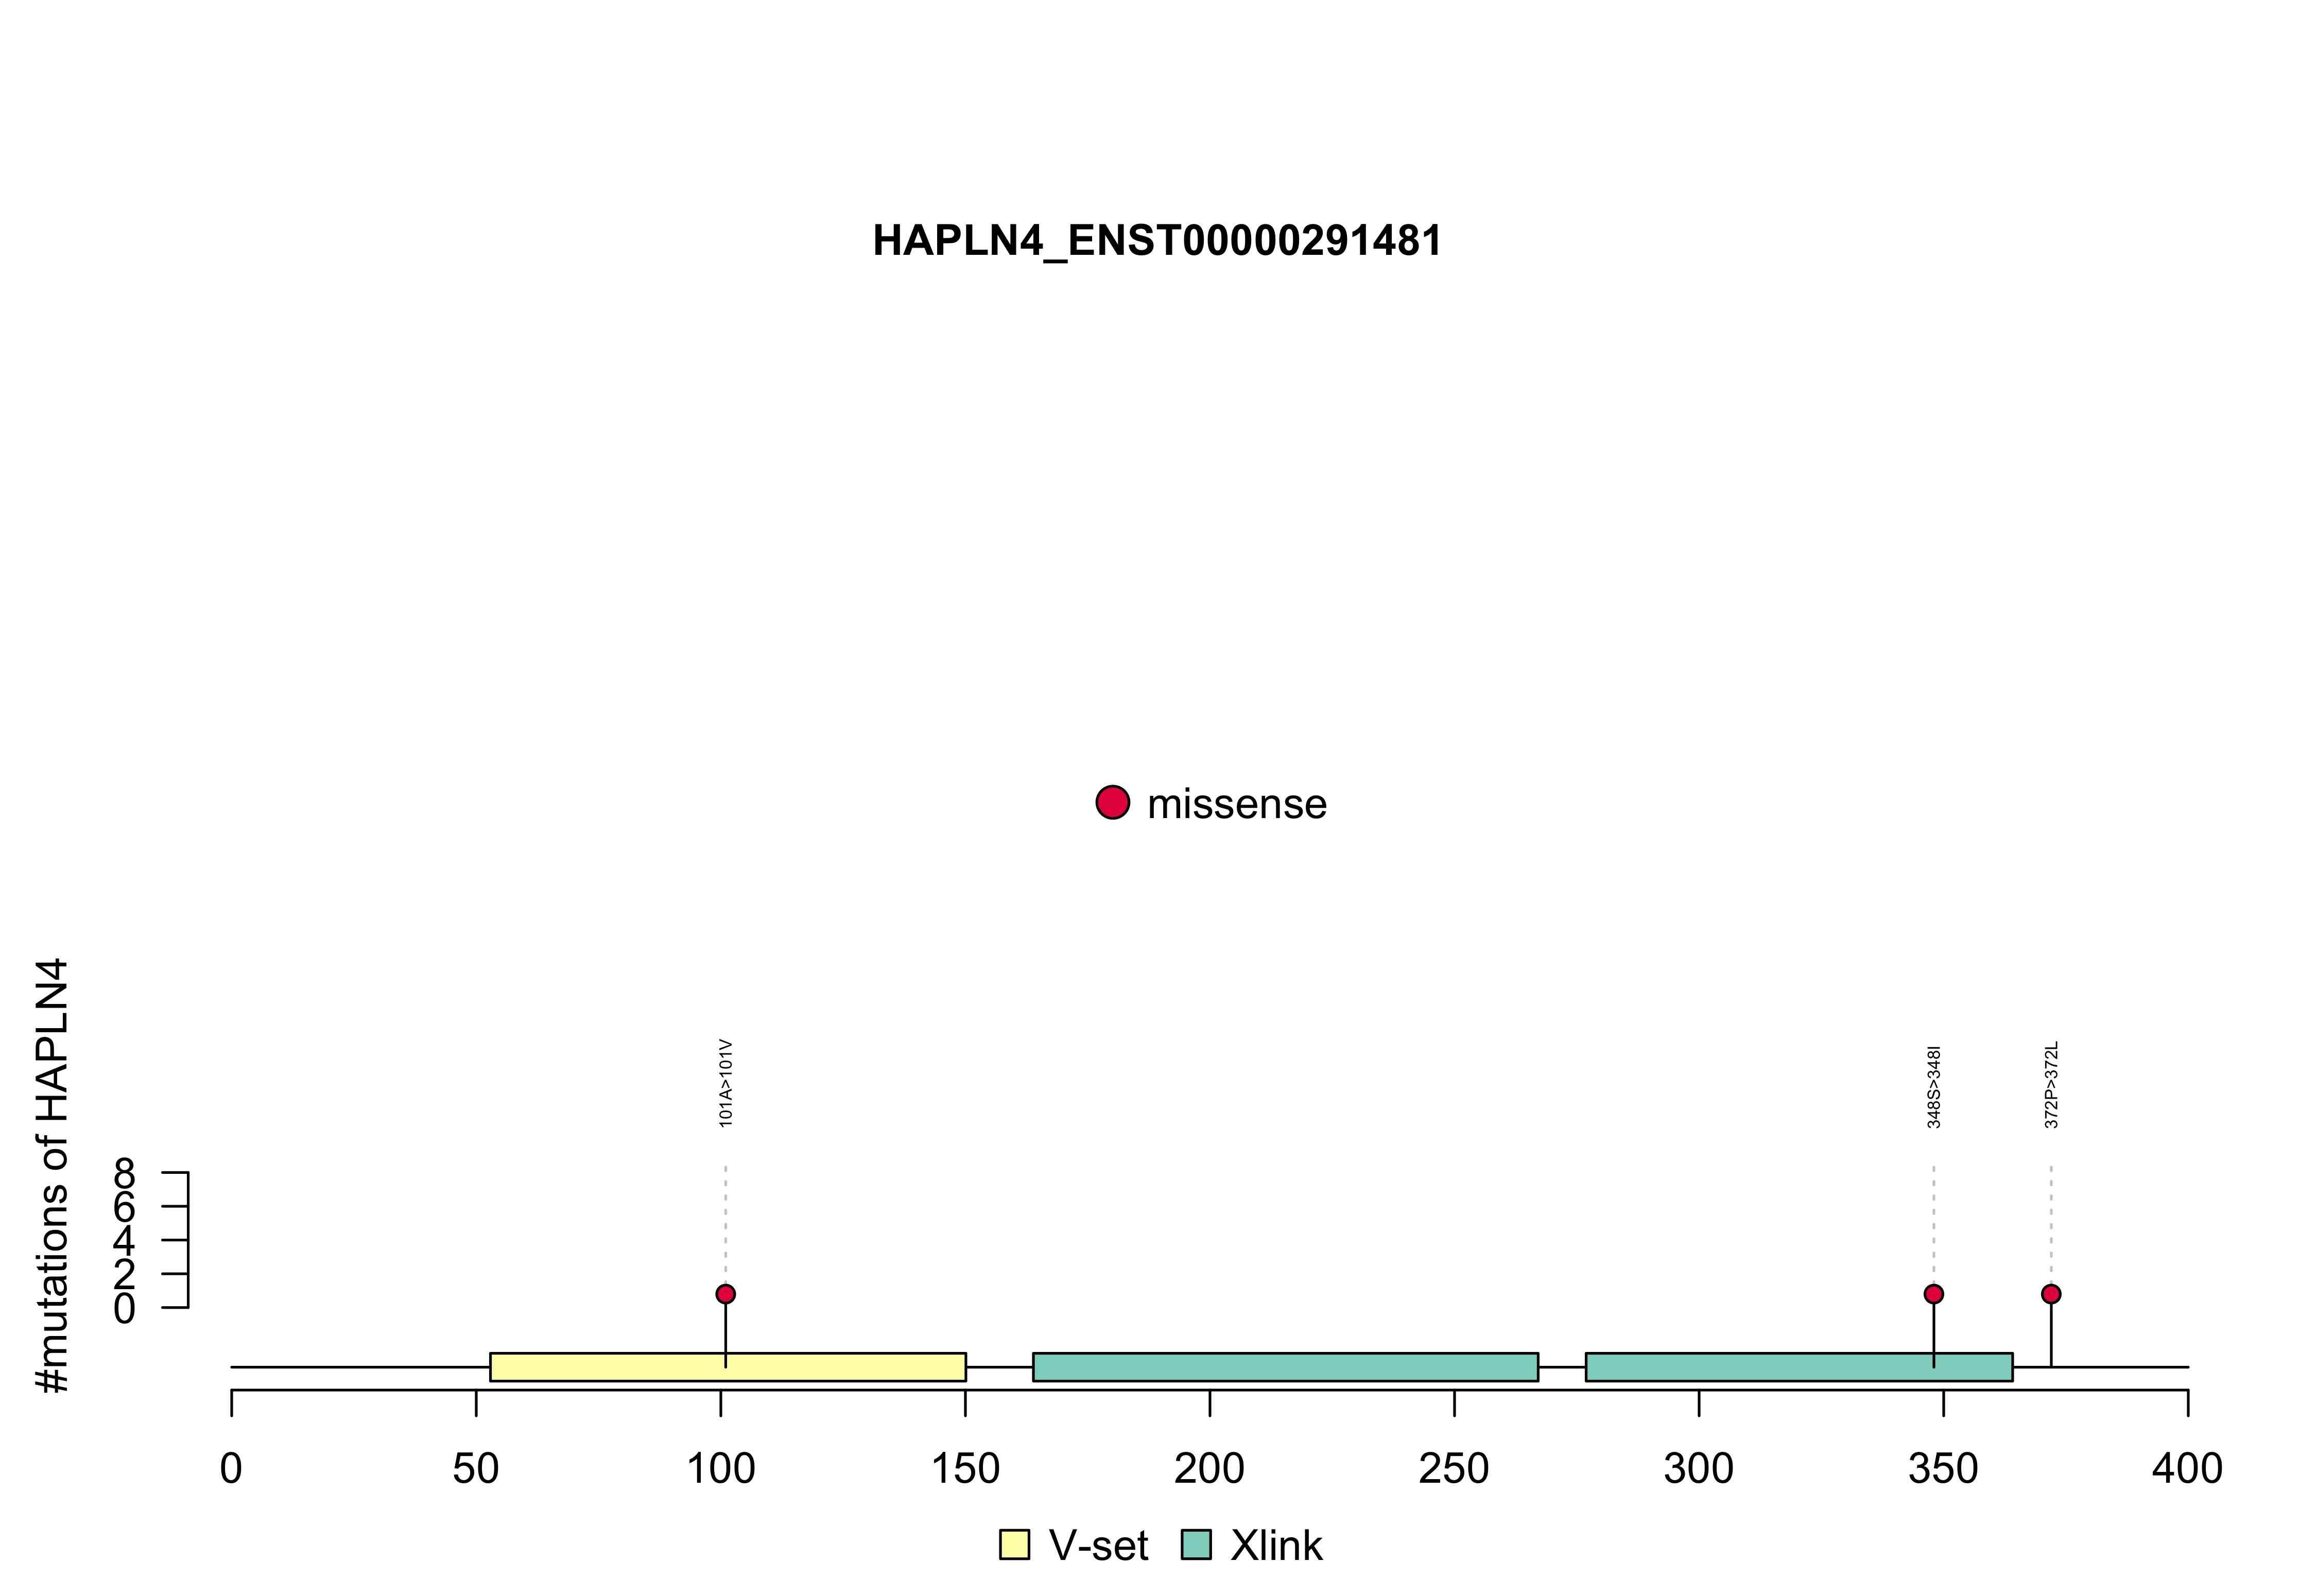 HAPLN4_ENST00000291481
missense
#mutations of HAPLN4
101A>101V
348S>348I
372P>372L
8
6
4
2
0
0 50 100 150 200 250 300 350 400
V-set Xlink